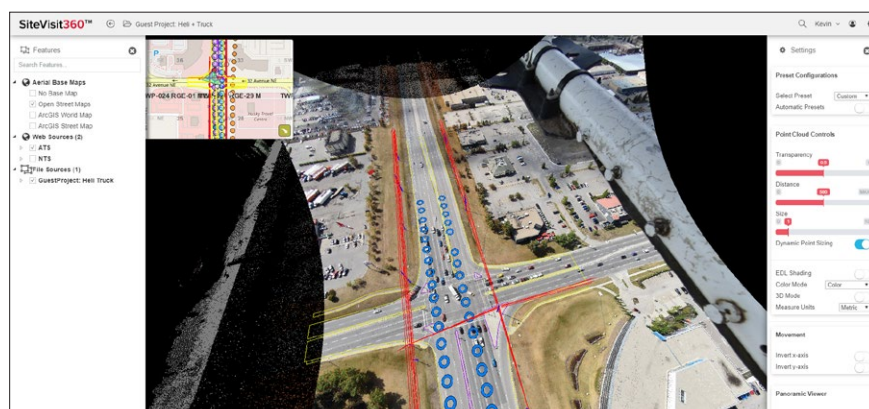 SiteVisit360™
Guest Project: Heli + Truck
Kevin
Features
Search Features...
Aerial Base Maps
No Base Map
Open Street Maps
ArcGIS World Map
ArcGIS Street Map
Web Sources (2)
ATS
NTS
File Sources (1)
GuestProject: Heli Truck
P
32 Avenue NE
32 Avenue NE
Settings
Preset Configurations
Select Preset
Custom
Automatic Presets
Point Cloud Controls
Transparency
Distance
Size
Dynamic Point Sizing
EDL Shading
Color Mode
Color
3D Mode
Measure Units
Metric
Movement
Invert x-axis
Invert y-axis
Panoramic Viewer